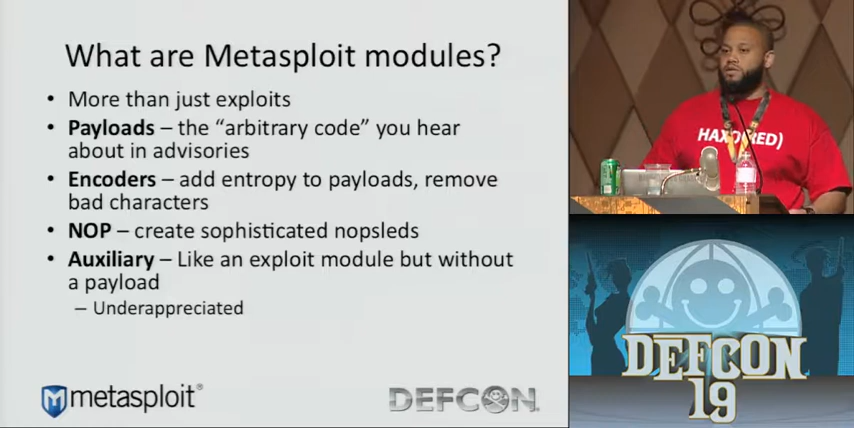 What are Metasploit modules?
• More than just exploits
• Payloads – the “arbitrary code” you hear
about in advisories
• Encoders – add entropy to payloads, remove
bad characters
• NOP – create sophisticated nopsleds
• Auxiliary – Like an exploit module but without
a payload
– Underappreciated
metasploit®
DEFCON
DEFCON
19